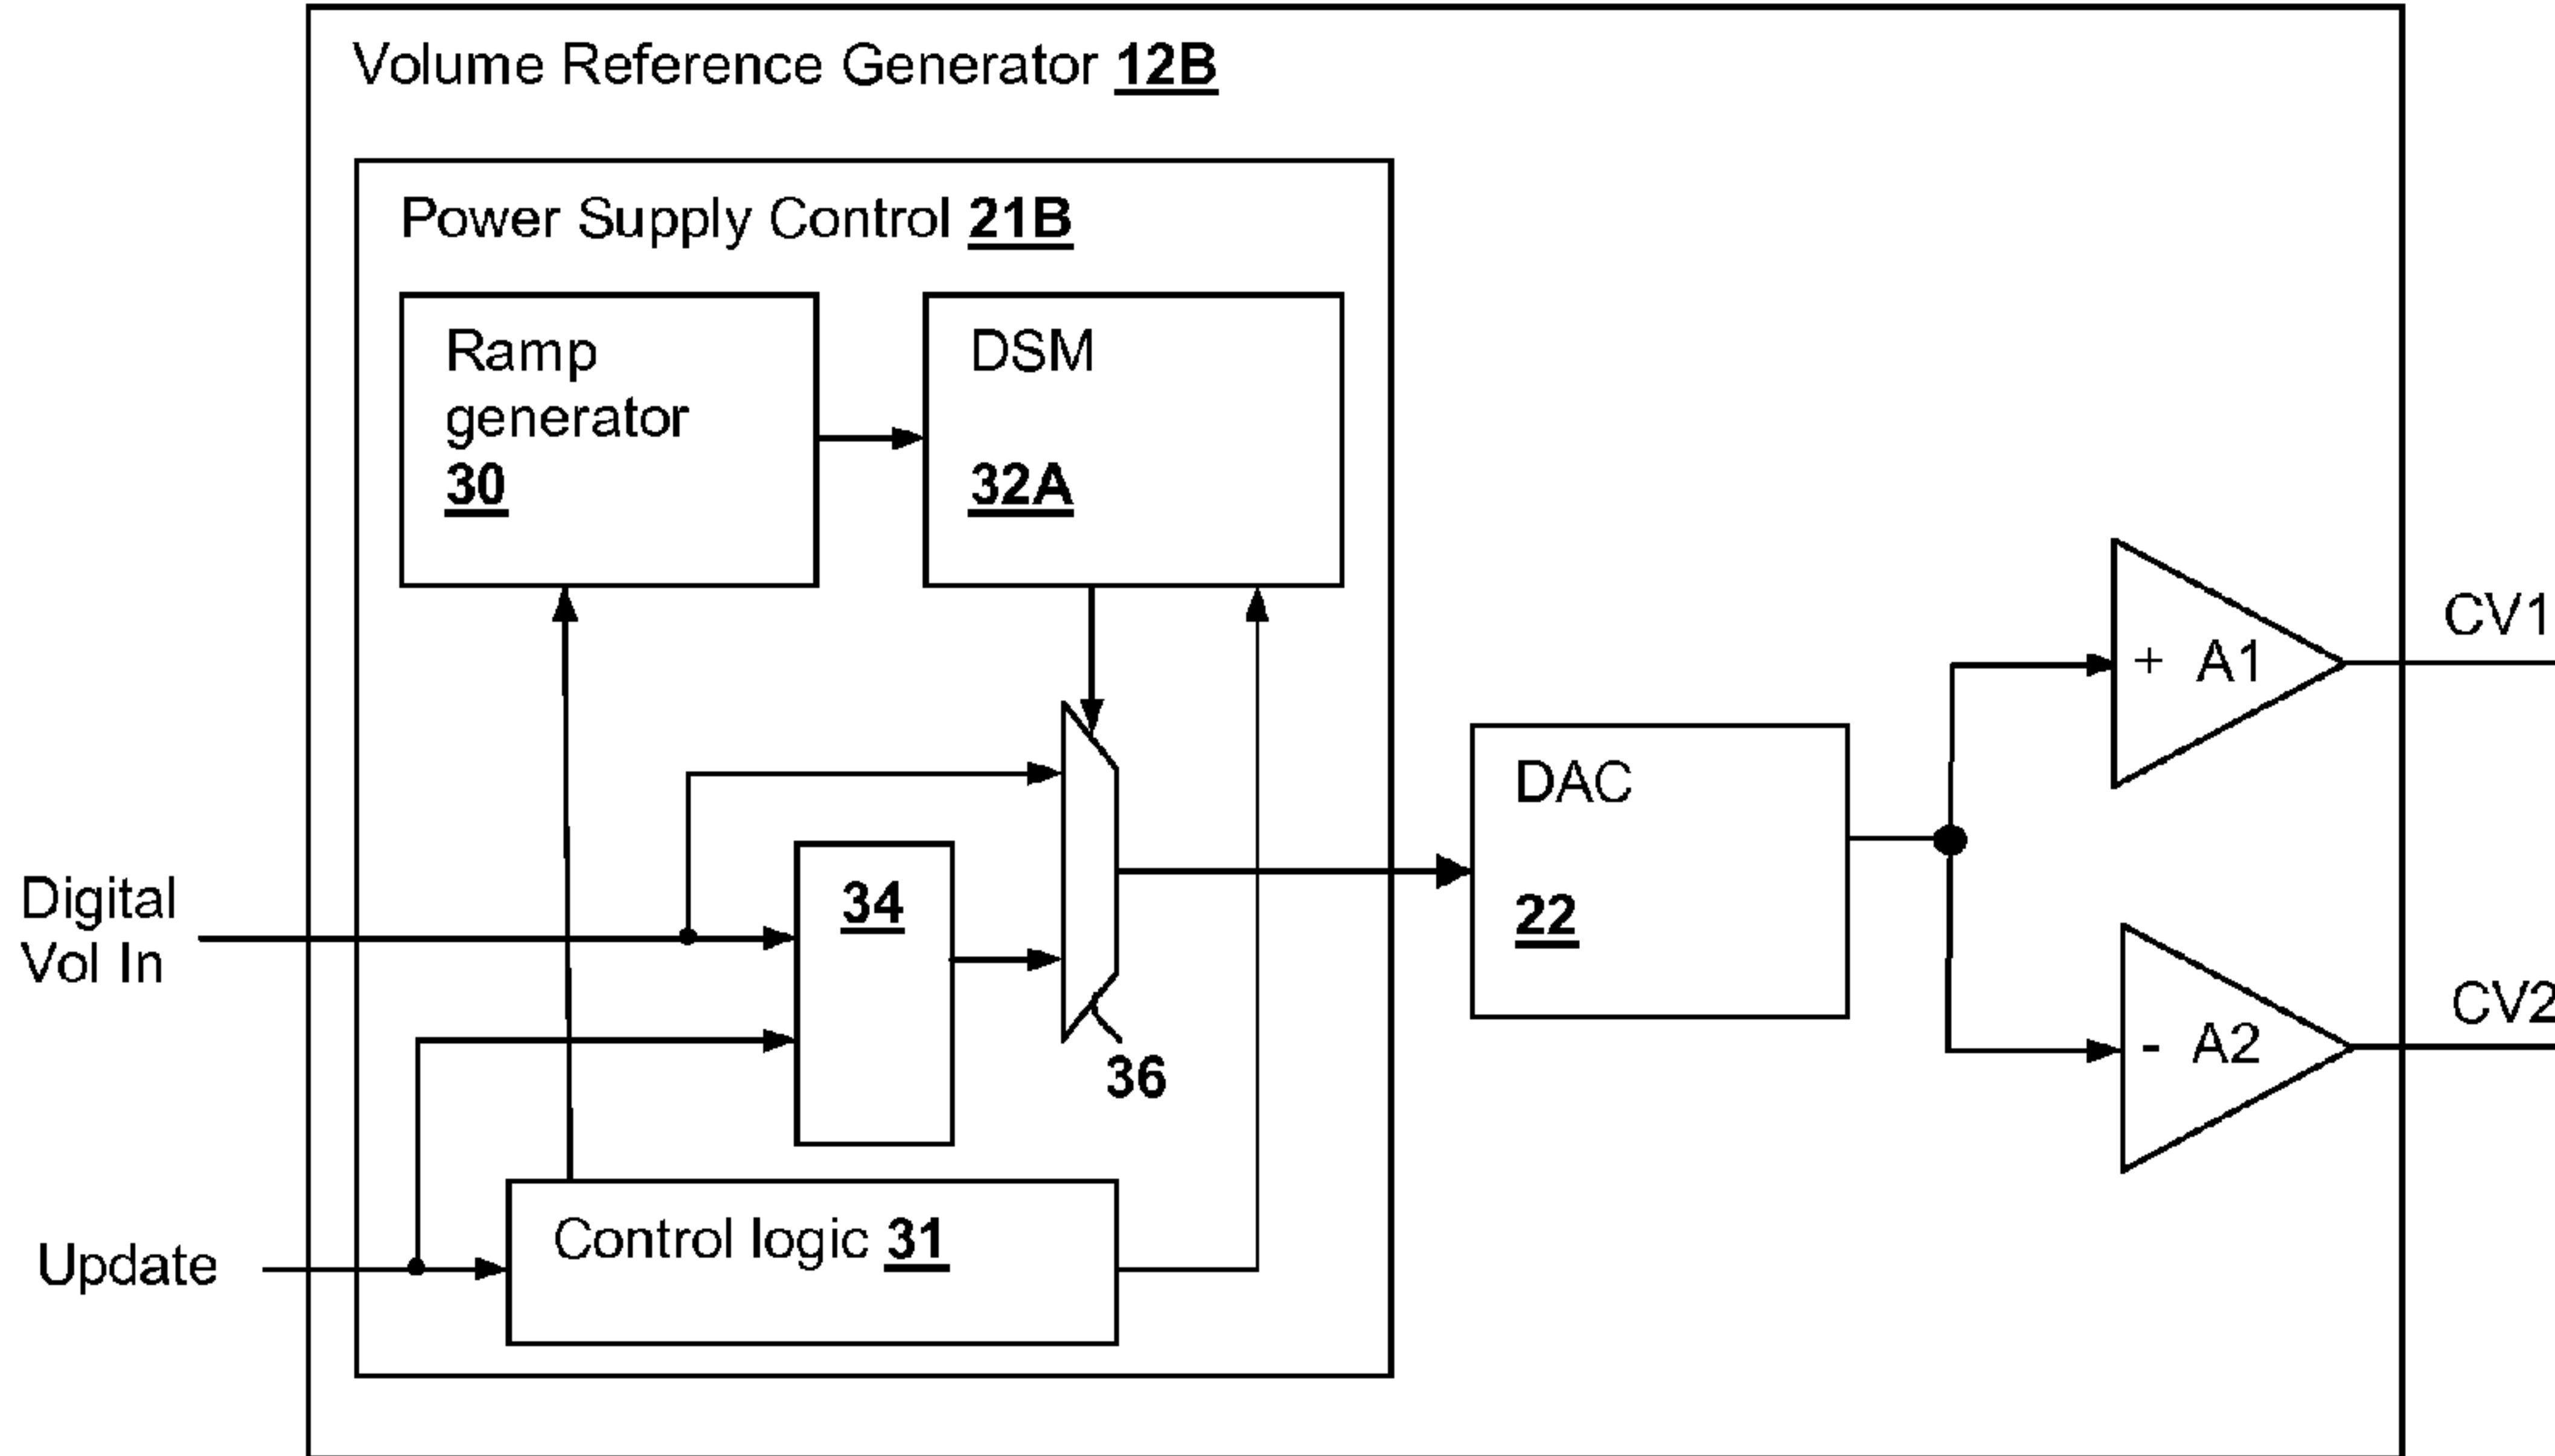 Volume Reference Generator 12B
Power Supply Control 21B
Ramp
generator
30
DSM
32A
Digital
Vol In
34
36
Update
Control logic 31
DAC
22
+ A1
CV1
- A2
CV2